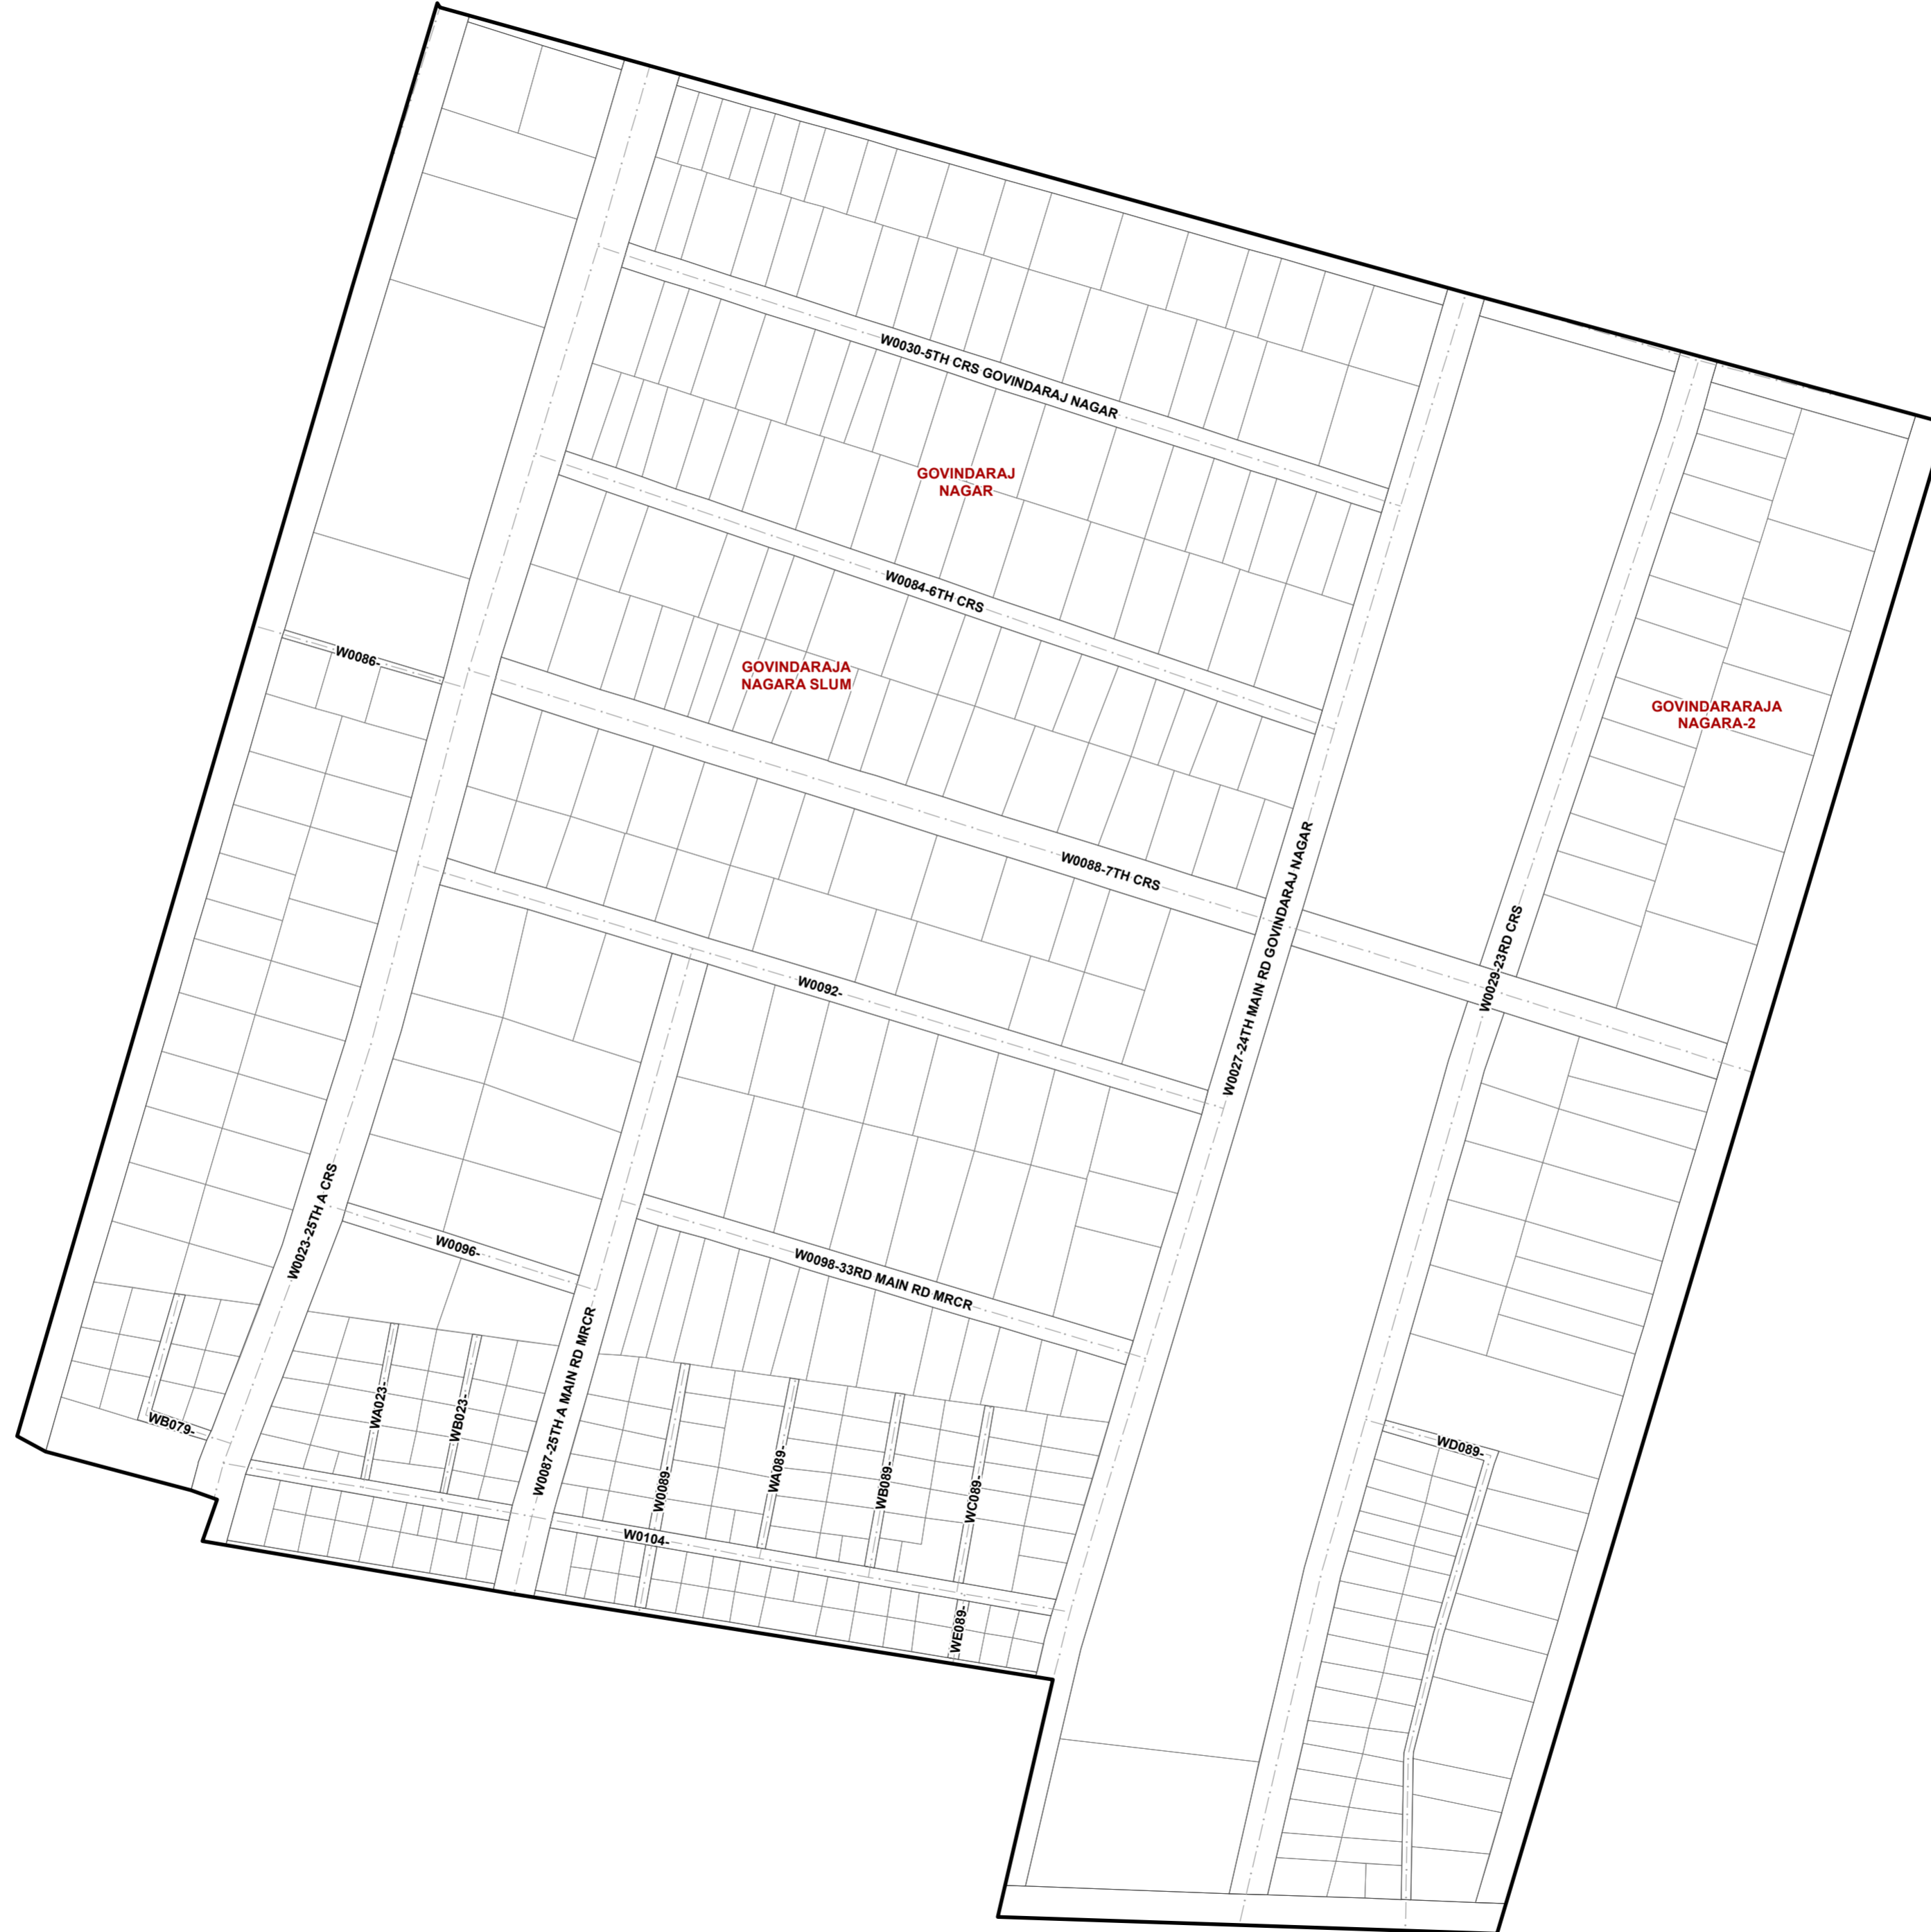 W0030-5TH CRS GOVINDARAJ NAGAR
GOVINDARAJ
NAGAR
W0084-6TH CRS
W0086-
GOVINDARAJA
NAGARA SLUM
GOVINDARARAJA
NAGARA-2
W0088-7TH CRS
W0027-24TH MAIN RD GOVINDARAJ NAGAR
W0029-23RD CRS
W0092-
W0023-25TH A CRS
W0096-
W0098-33RD MAIN RD MRCR
W0087-25TH A MAIN RD MRCR
WA023-
WB023-
WB079-
WD089-
W0089-
WA089-
WB089-
WC089-
W0104-
WE089-